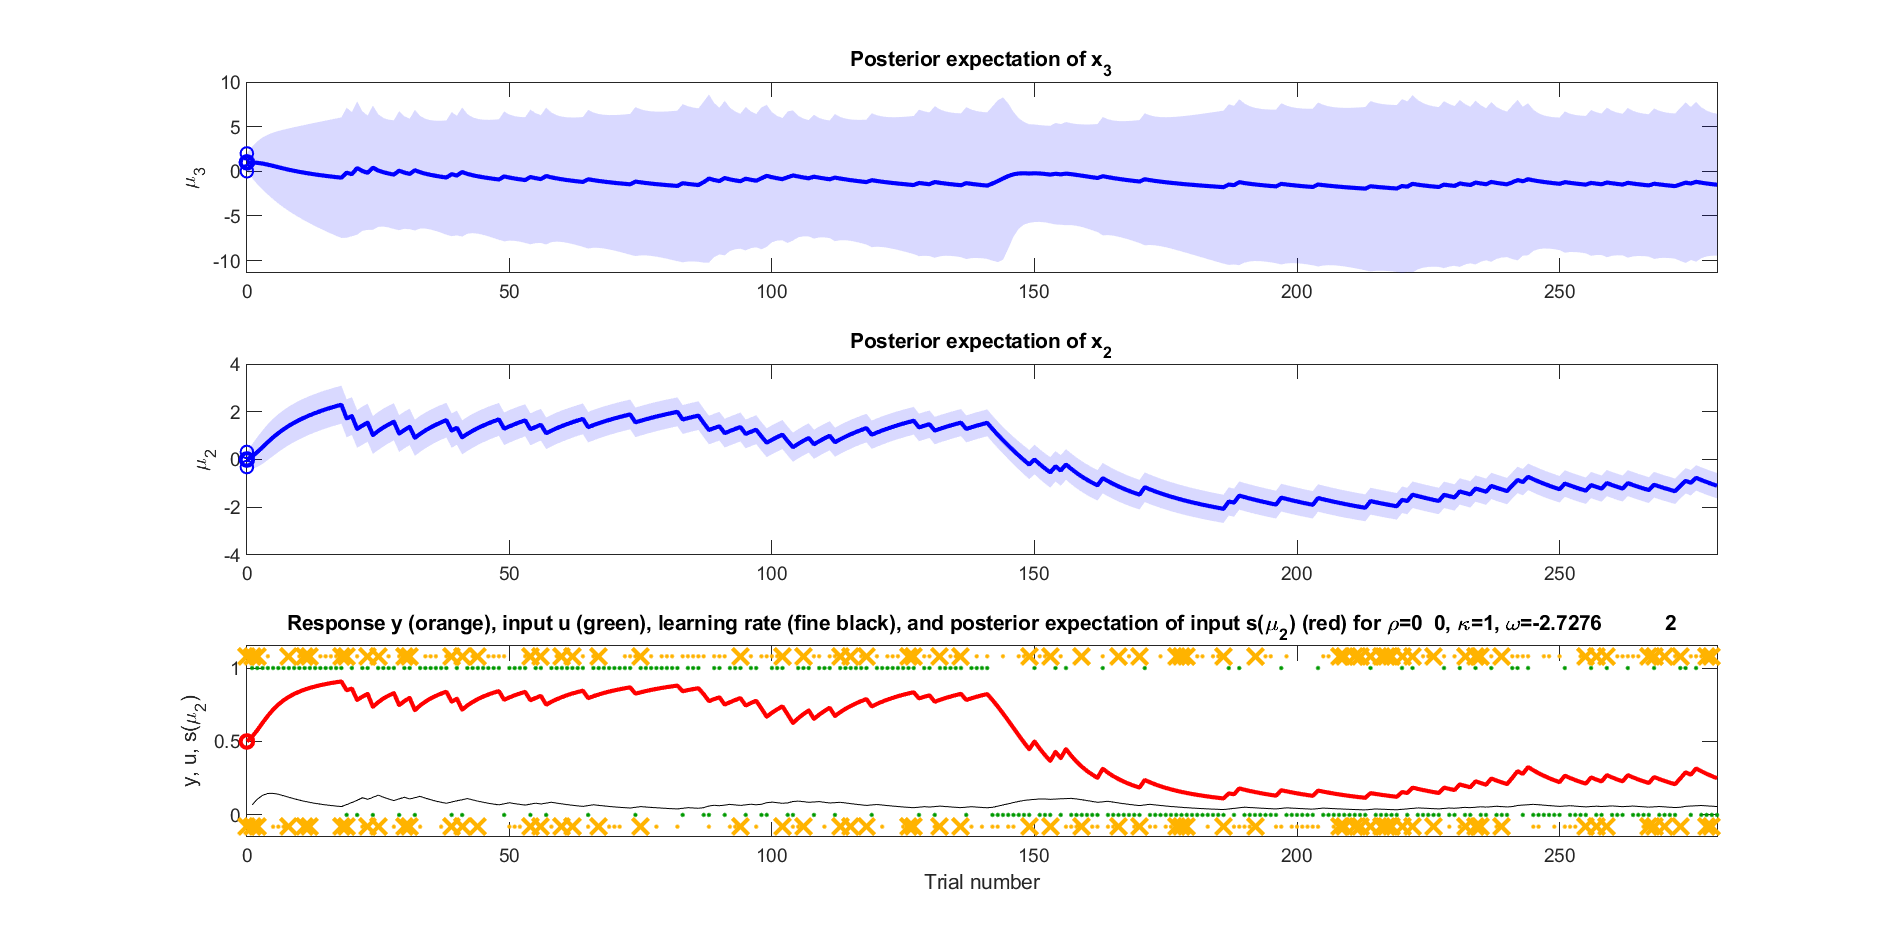 Posterior expectation of x3
10
5
0
-5
-10
μ3
0 50 100 150 200 250
Posterior expectation of x2
4
2
0
-2
-4
μ2
0 50 100 150 200 250
Response y (orange), input u (green), learning rate (fine black), and posterior expectation of input s(μ2) (red) for ρ=0 0, κ=1, ω=-2.7276 2
1
0.5
0
y, u, s(μ2)
0 50 100 150 200 250
Trial number